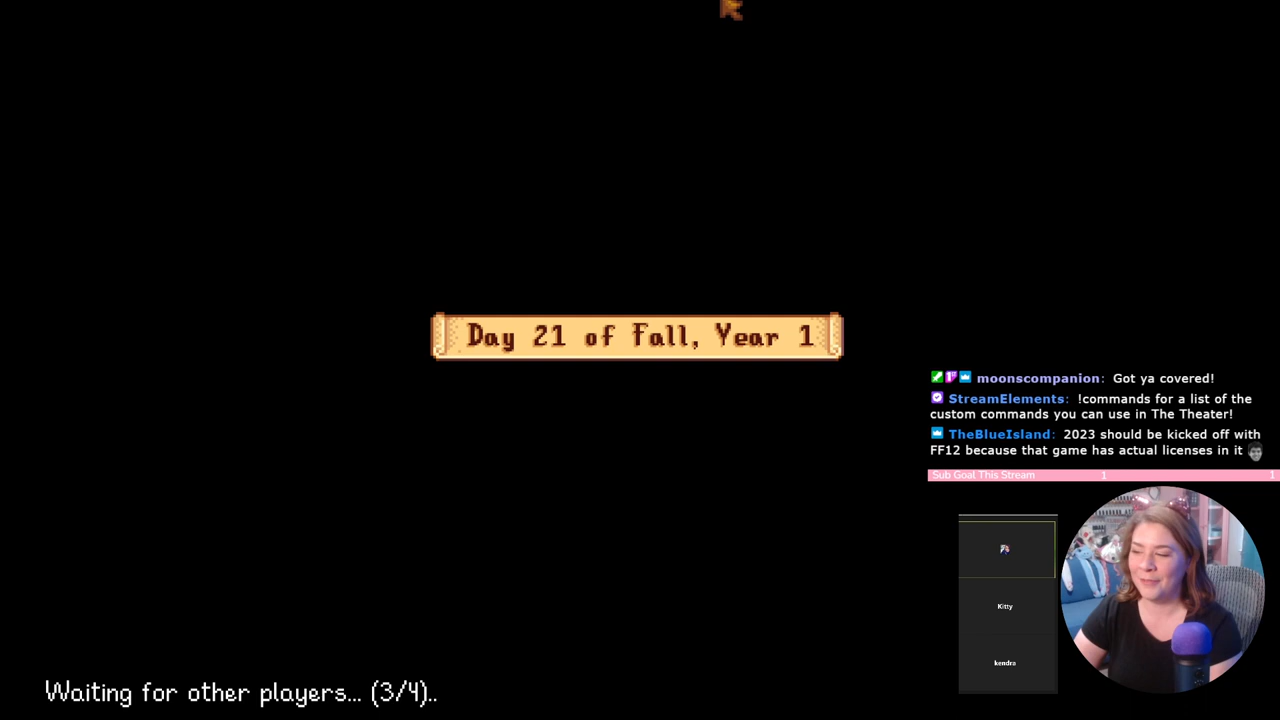 Day 21 of Fall, Year 1
moonscompanion: Got ya covered!
StreamElements: !commands for a list of the
custom commands you can use in The Theater!
TheBlueIsland: 2023 should be kicked off with
FF12 because that game has actual licenses in it
Sub Goal This Stream 1 1
Kitty
kendra
Waiting for other players... (3/4)..